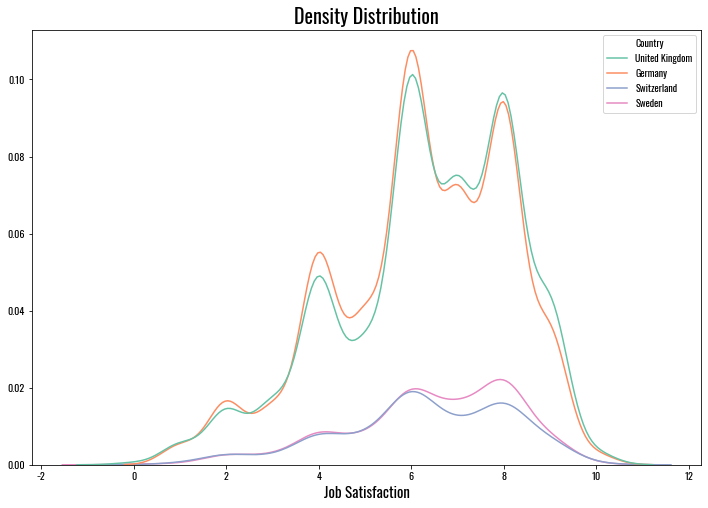 Density Distribution
Country
United Kingdom
Germany
Switzerland
Sweden
0.10
0.08
0.06
0.04
0.02
0.00
-2 0 2 4 6 8 10 12
Job Satisfaction